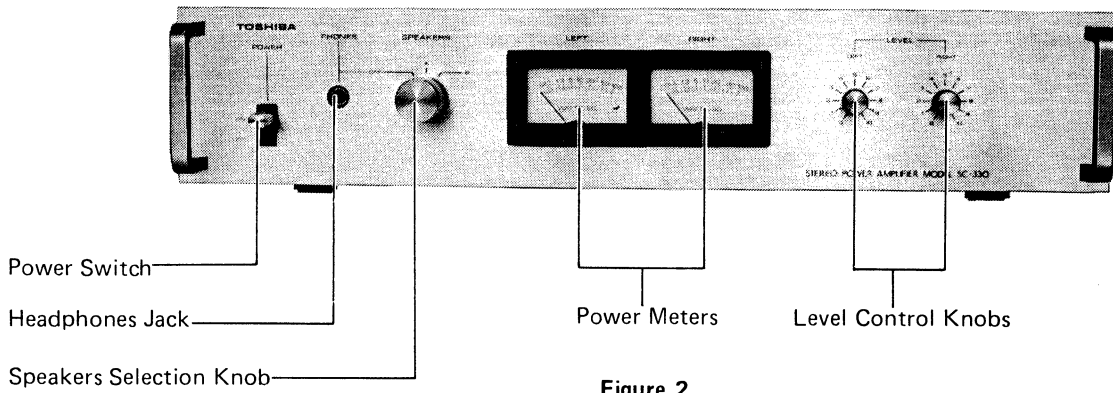 TOSHIBA
POWER
PHONES
SPEAKERS
LEFT
RIGHT
LEVEL
LEFT
RIGHT
STEREO POWER AMPLIFIER MODEL SC-330
Power Switch
Headphones Jack
Speakers Selection Knob
Power Meters
Level Control Knobs
Figure 2